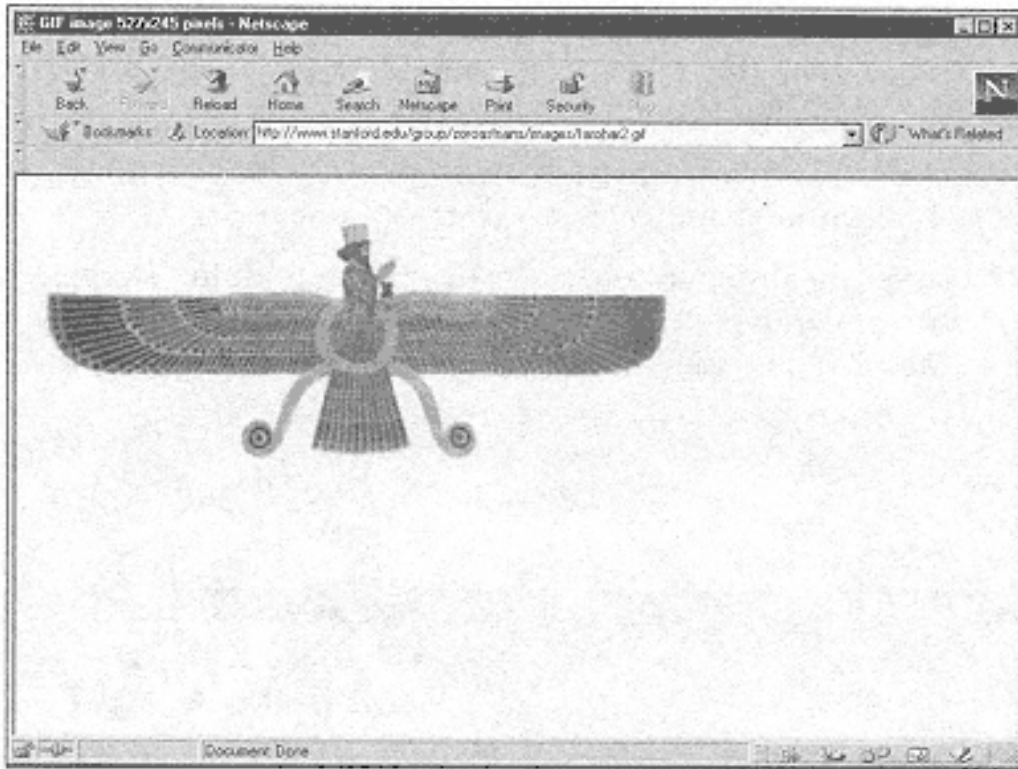 GIF image 527x245 pixels - Netscape
File Edit View Go Communicator Help
Back Forward Reload Home Search Netscape Print Security Stop
Bookmarks Location: http://www.stanford.edu/group/zoroastrians/images/farohar2.gif What's Related
N
Document: Done